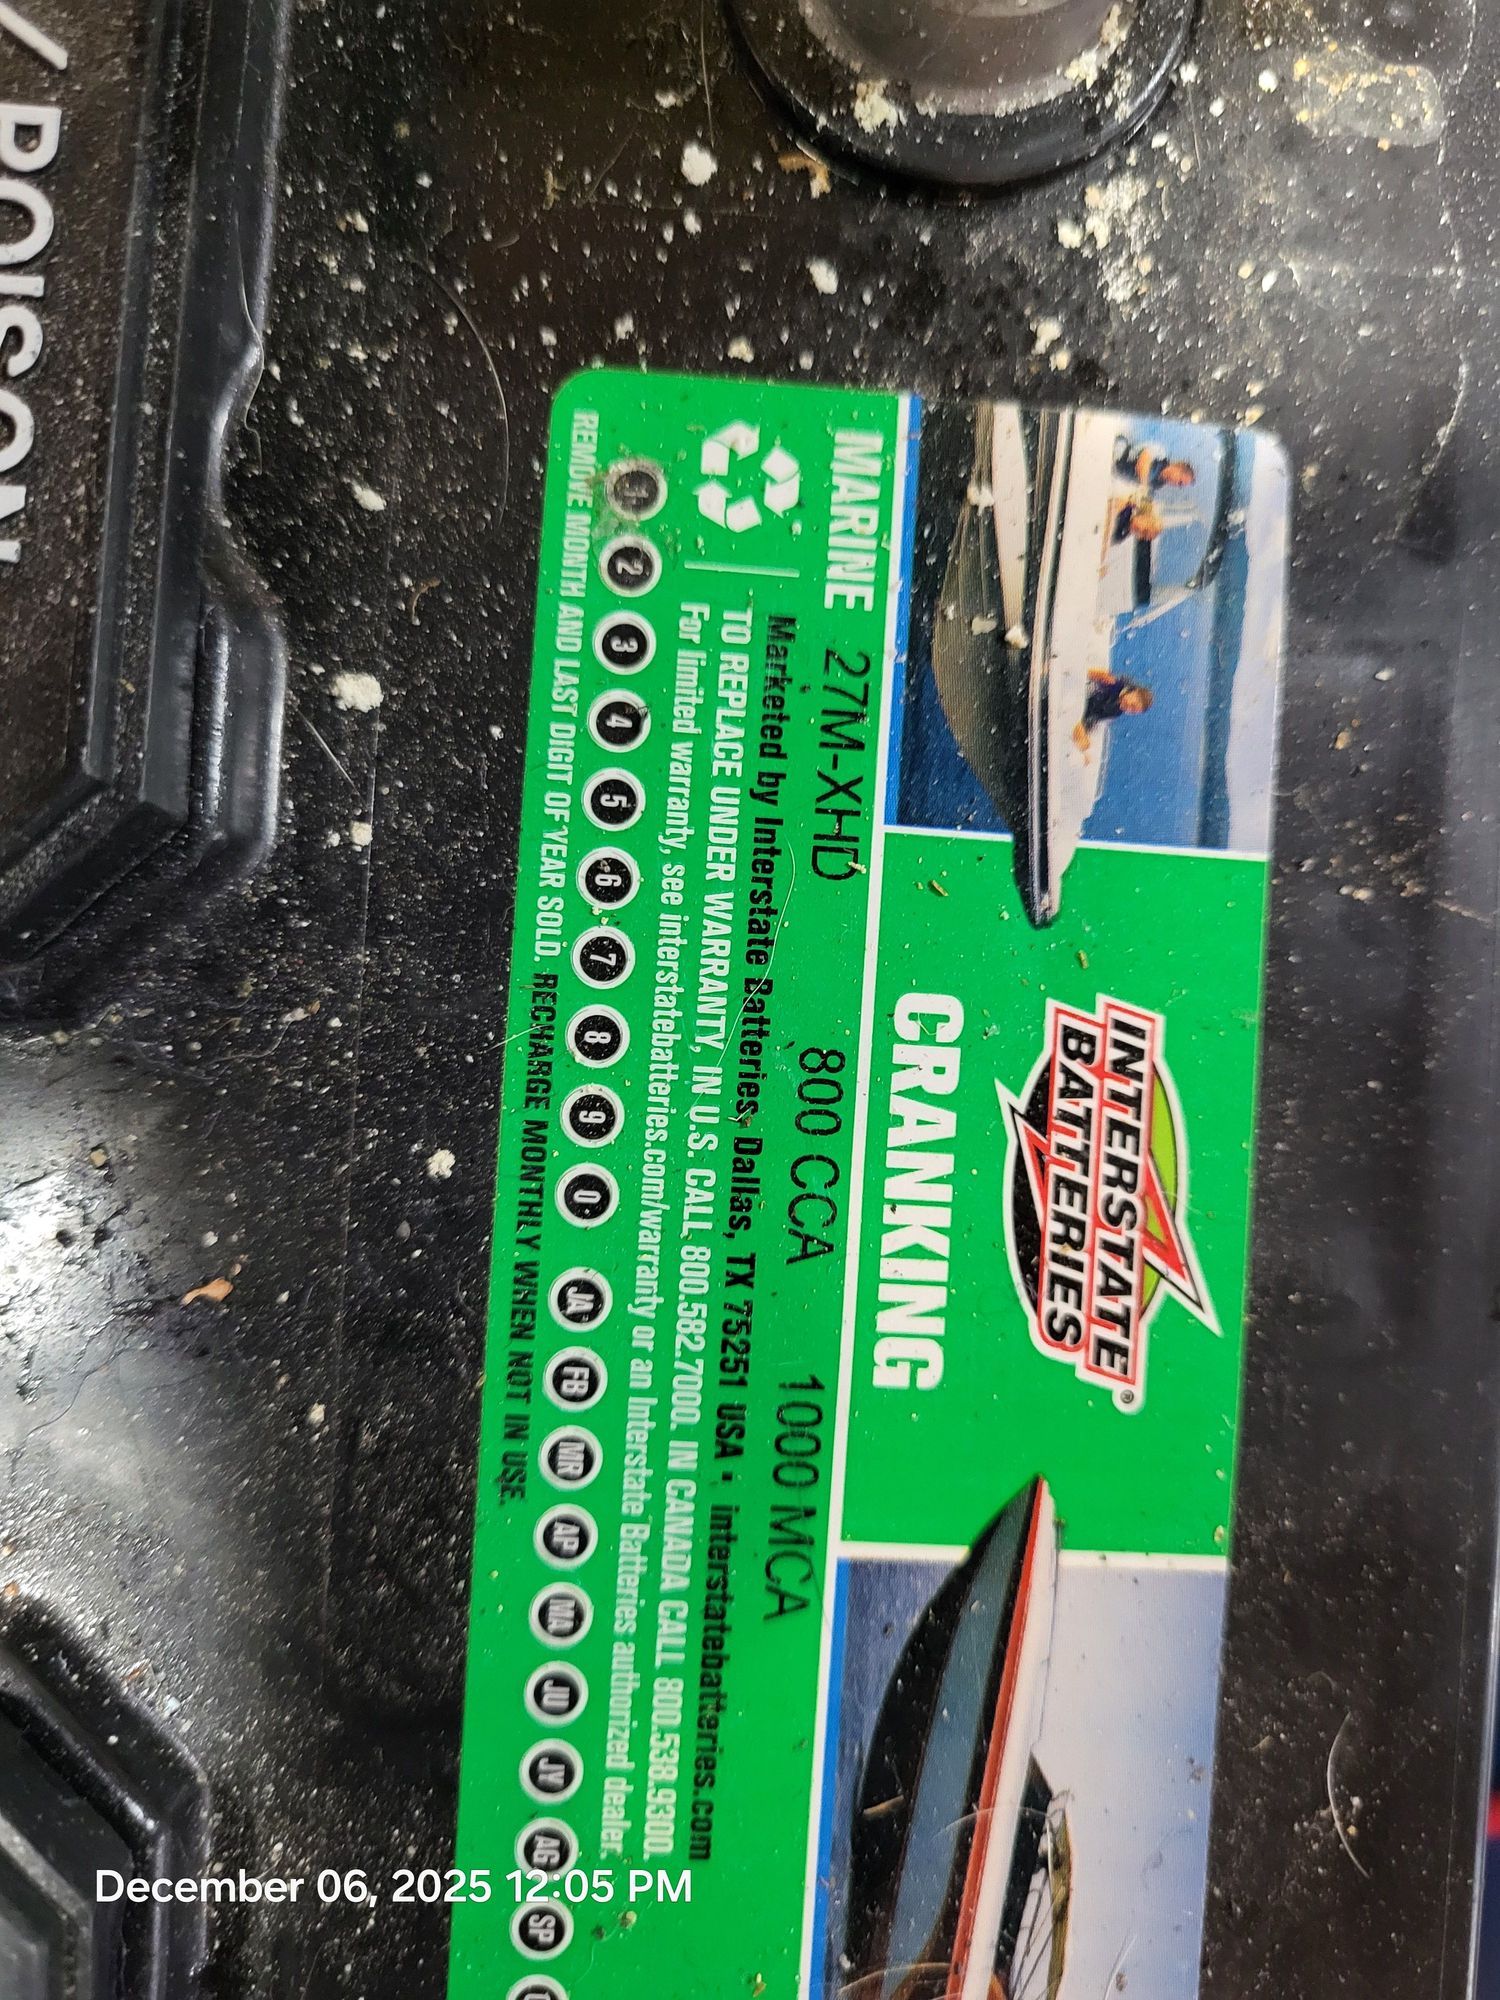 / POISON
INTERSTATE
BATTERIES®
CRANKING
MARINE 27M-XHD 800 CCA 1000 MCA
Marketed by Interstate Batteries, Dallas, TX 75251 USA · interstatebatteries.com
TO REPLACE UNDER WARRANTY, IN U.S. CALL 800.582.7000. IN CANADA CALL 800.538.9300.
For limited warranty, see interstatebatteries.com/warranty or an Interstate Batteries authorized dealer.
1 2 3 4 5 6 7 8 9 0 JA FB MR AP MA JU JY AG SP
REMOVE MONTH AND LAST DIGIT OF YEAR SOLD. RECHARGE MONTHLY WHEN NOT IN USE.
December 06, 2025 12:05 PM